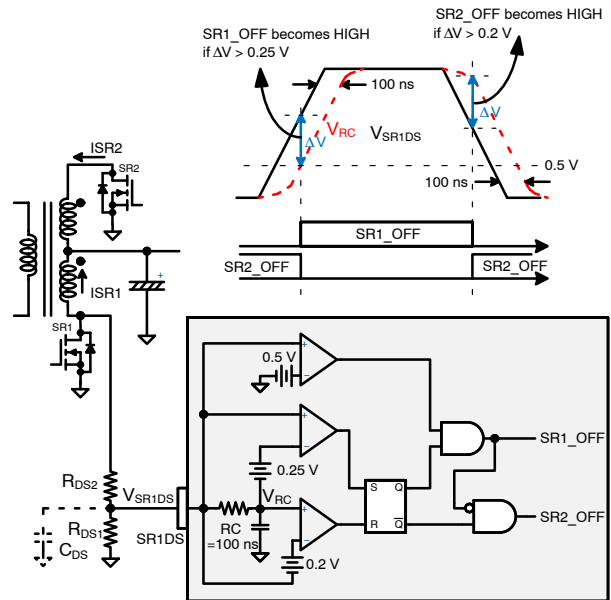 SR1_OFF becomes HIGH
if ΔV > 0.25 V
SR2_OFF becomes HIGH
if ΔV > 0.2 V
100 ns
ΔV
VRC
VSR1DS
ΔV
0.5 V
100 ns
SR1_OFF
SR2_OFF
SR2_OFF
ISR2
SR2
+
ISR1
SR1
RDS2
VSR1DS
RDS1
CDS
SR1DS
0.5 V
+
−
+
−
0.25 V
VRC
RC
=100 ns
+
−
0.2 V
S
Q
R
Q̅
SR1_OFF
SR2_OFF